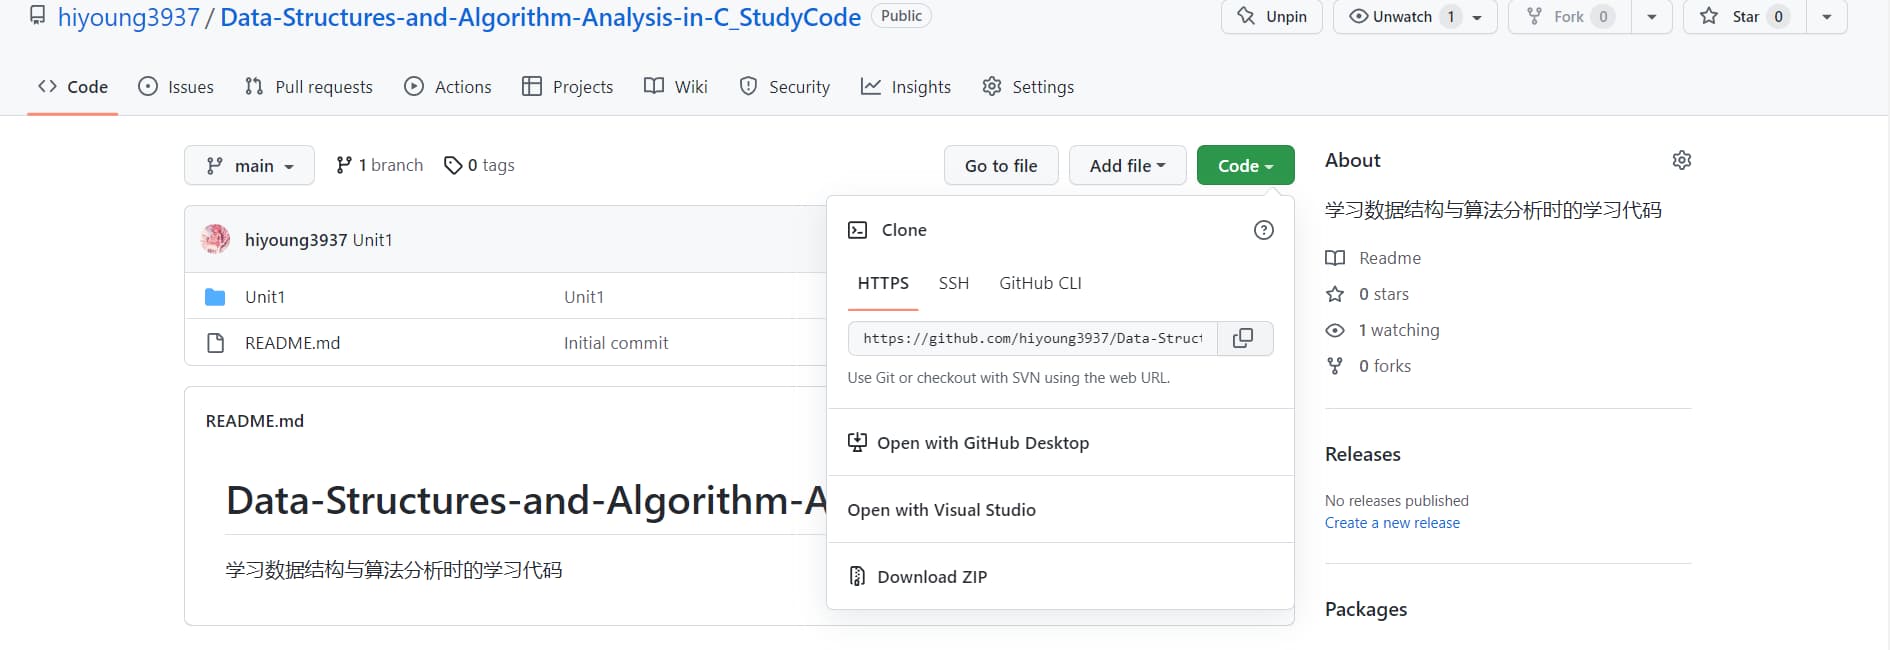 hiyoung3937 / Data-Structures-and-Algorithm-Analysis-in-C_StudyCode Public Unpin Unwatch 1 Fork 0 Star 0
Code Issues Pull requests Actions Projects Wiki Security Insights Settings
main 1 branch 0 tags Go to file Add file Code
hiyoung3937 Unit1
Unit1 Unit1
README.md Initial commit
README.md
Data-Structures-and-Algorithm-A
学习数据结构与算法分析时的学习代码
Clone
HTTPS SSH GitHub CLI
https://github.com/hiyoung3937/Data-Struct
Use Git or checkout with SVN using the web URL.
Open with GitHub Desktop
Open with Visual Studio
Download ZIP
About
学习数据结构与算法分析时的学习代码
Readme
0 stars
1 watching
0 forks
Releases
No releases published
Create a new release
Packages